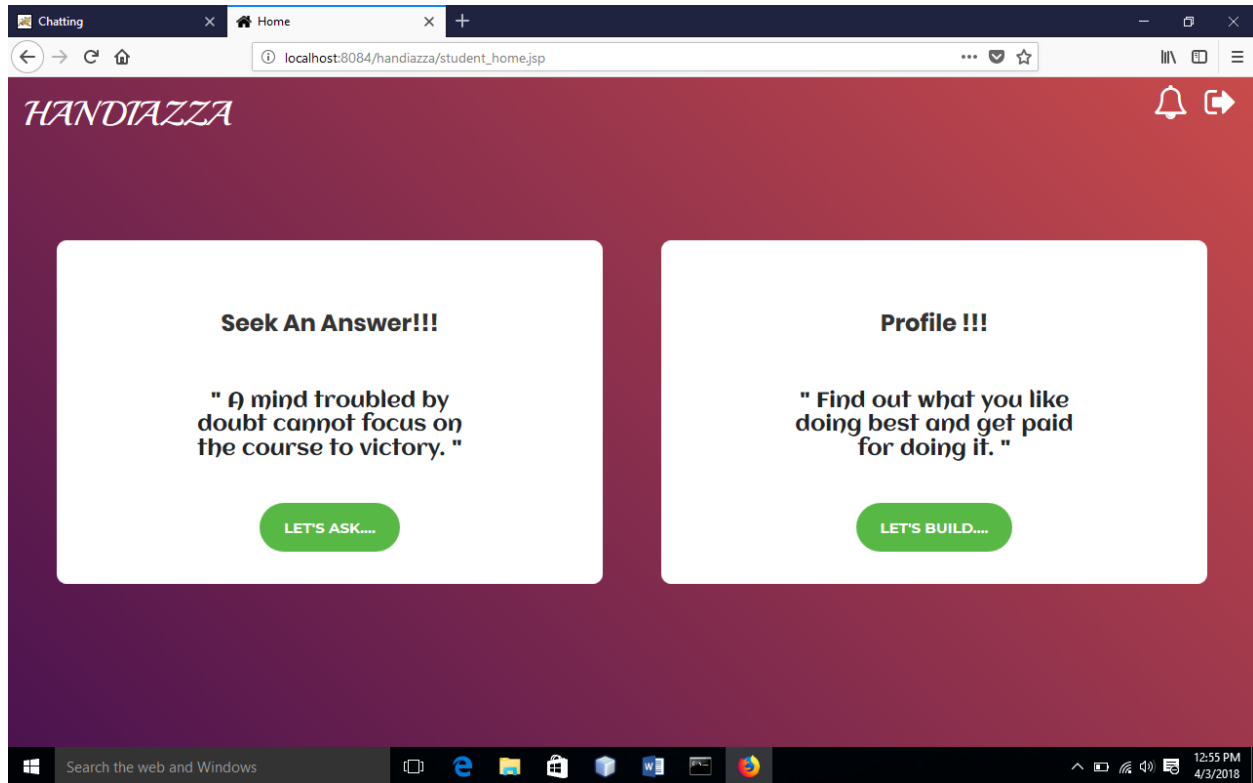 Chatting
Home
localhost:8084/handiazza/student_home.jsp
HANDIAZZA
Seek An Answer!!!
" A mind troubled by
doubt cannot focus on
the course to victory. "
LET'S ASK....
Profile !!!
" Find out what you like
doing best and get paid
for doing it. "
LET'S BUILD....
Search the web and Windows
12:55 PM
4/3/2018